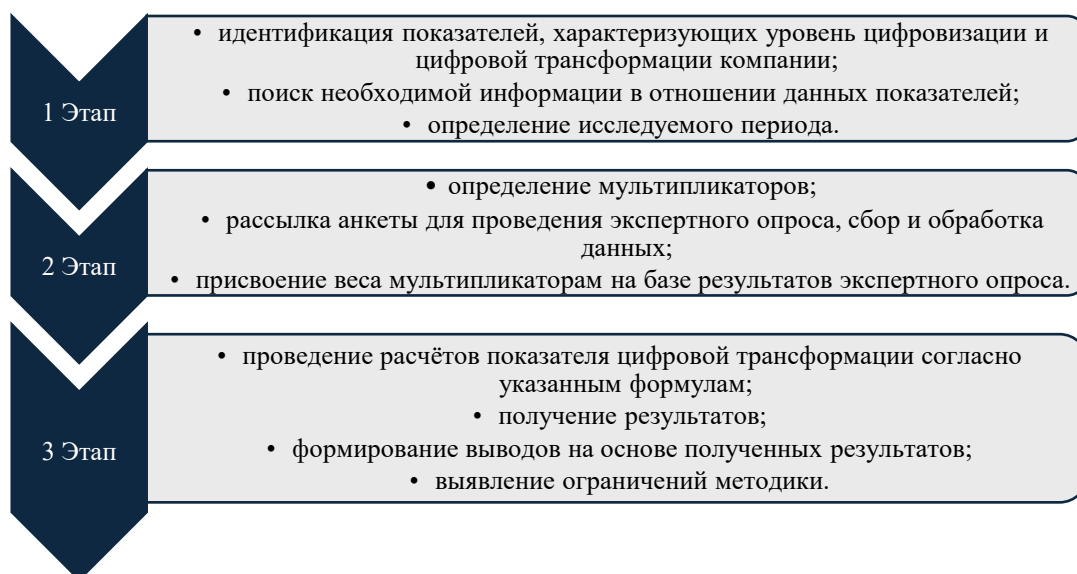 1 Этап
• идентификация показателей, характеризующих уровень цифровизации и
цифровой трансформации компании;
• поиск необходимой информации в отношении данных показателей;
• определение исследуемого периода.
2 Этап
• определение мультипликаторов;
• рассылка анкеты для проведения экспертного опроса, сбор и обработка
данных;
• присвоение веса мультипликаторам на базе результатов экспертного опроса.
3 Этап
• проведение расчётов показателя цифровой трансформации согласно
указанным формулам;
• получение результатов;
• формирование выводов на основе полученных результатов;
• выявление ограничений методики.